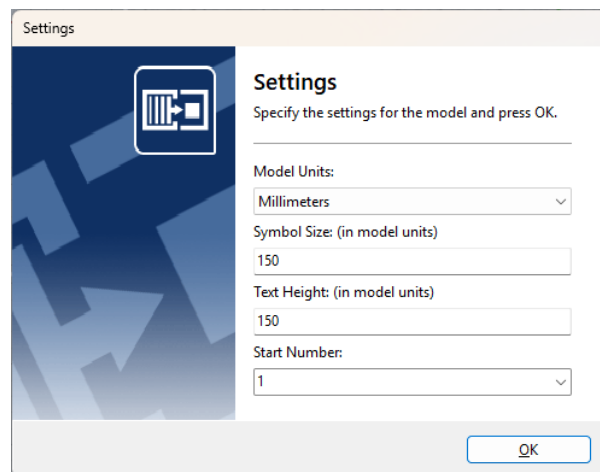 Settings
Settings
Specify the settings for the model and press OK.
Model Units:
Millimeters
Symbol Size: (in model units)
150
Text Height: (in model units)
150
Start Number:
1
OK